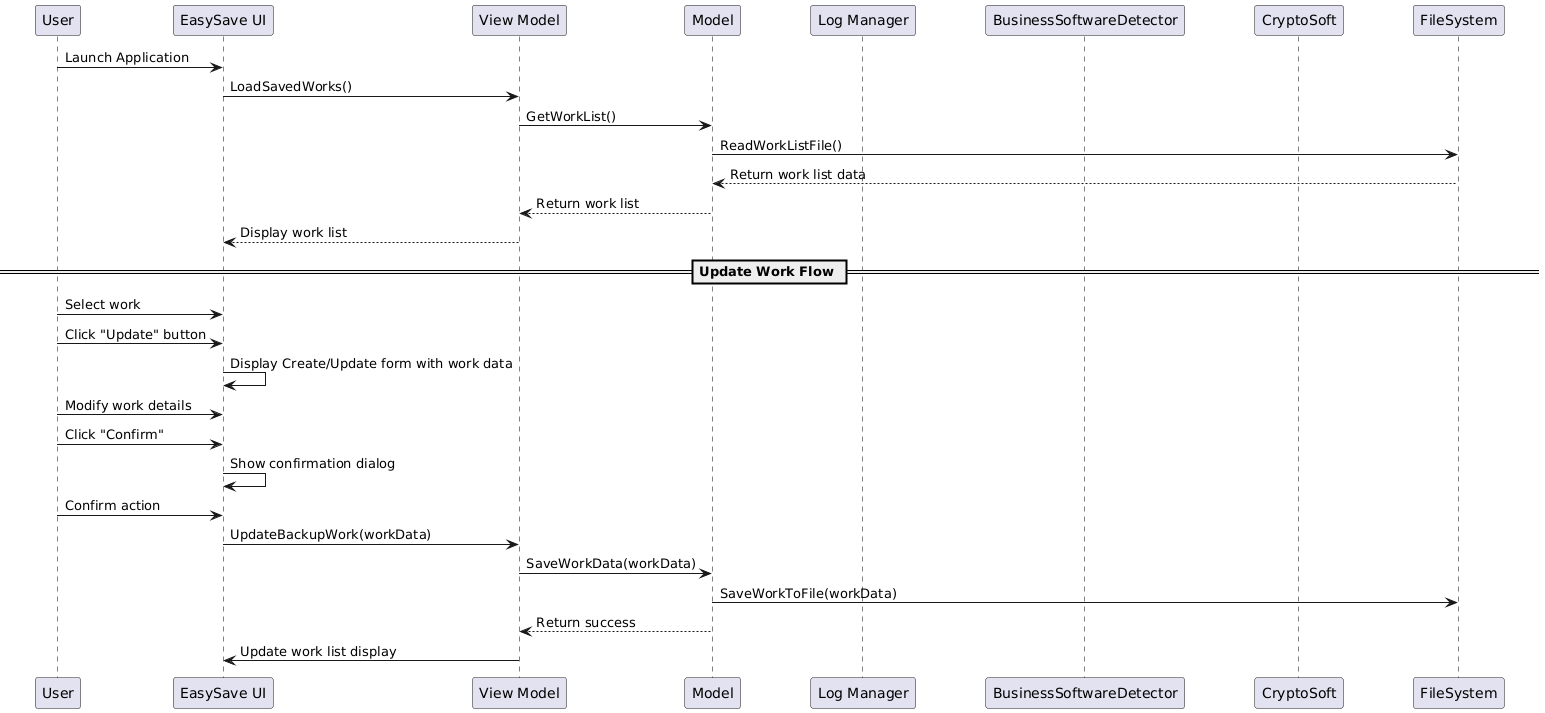 User
EasySave UI
View Model
Model
Log Manager
BusinessSoftwareDetector
CryptoSoft
FileSystem
Launch Application
LoadSavedWorks()
GetWorkList()
ReadWorkListFile()
Return work list data
Return work list
Display work list
Update Work Flow
Select work
Click "Update" button
Display Create/Update form with work data
Modify work details
Click "Confirm"
Show confirmation dialog
Confirm action
UpdateBackupWork(workData)
SaveWorkData(workData)
SaveWorkToFile(workData)
Return success
Update work list display
User
EasySave UI
View Model
Model
Log Manager
BusinessSoftwareDetector
CryptoSoft
FileSystem